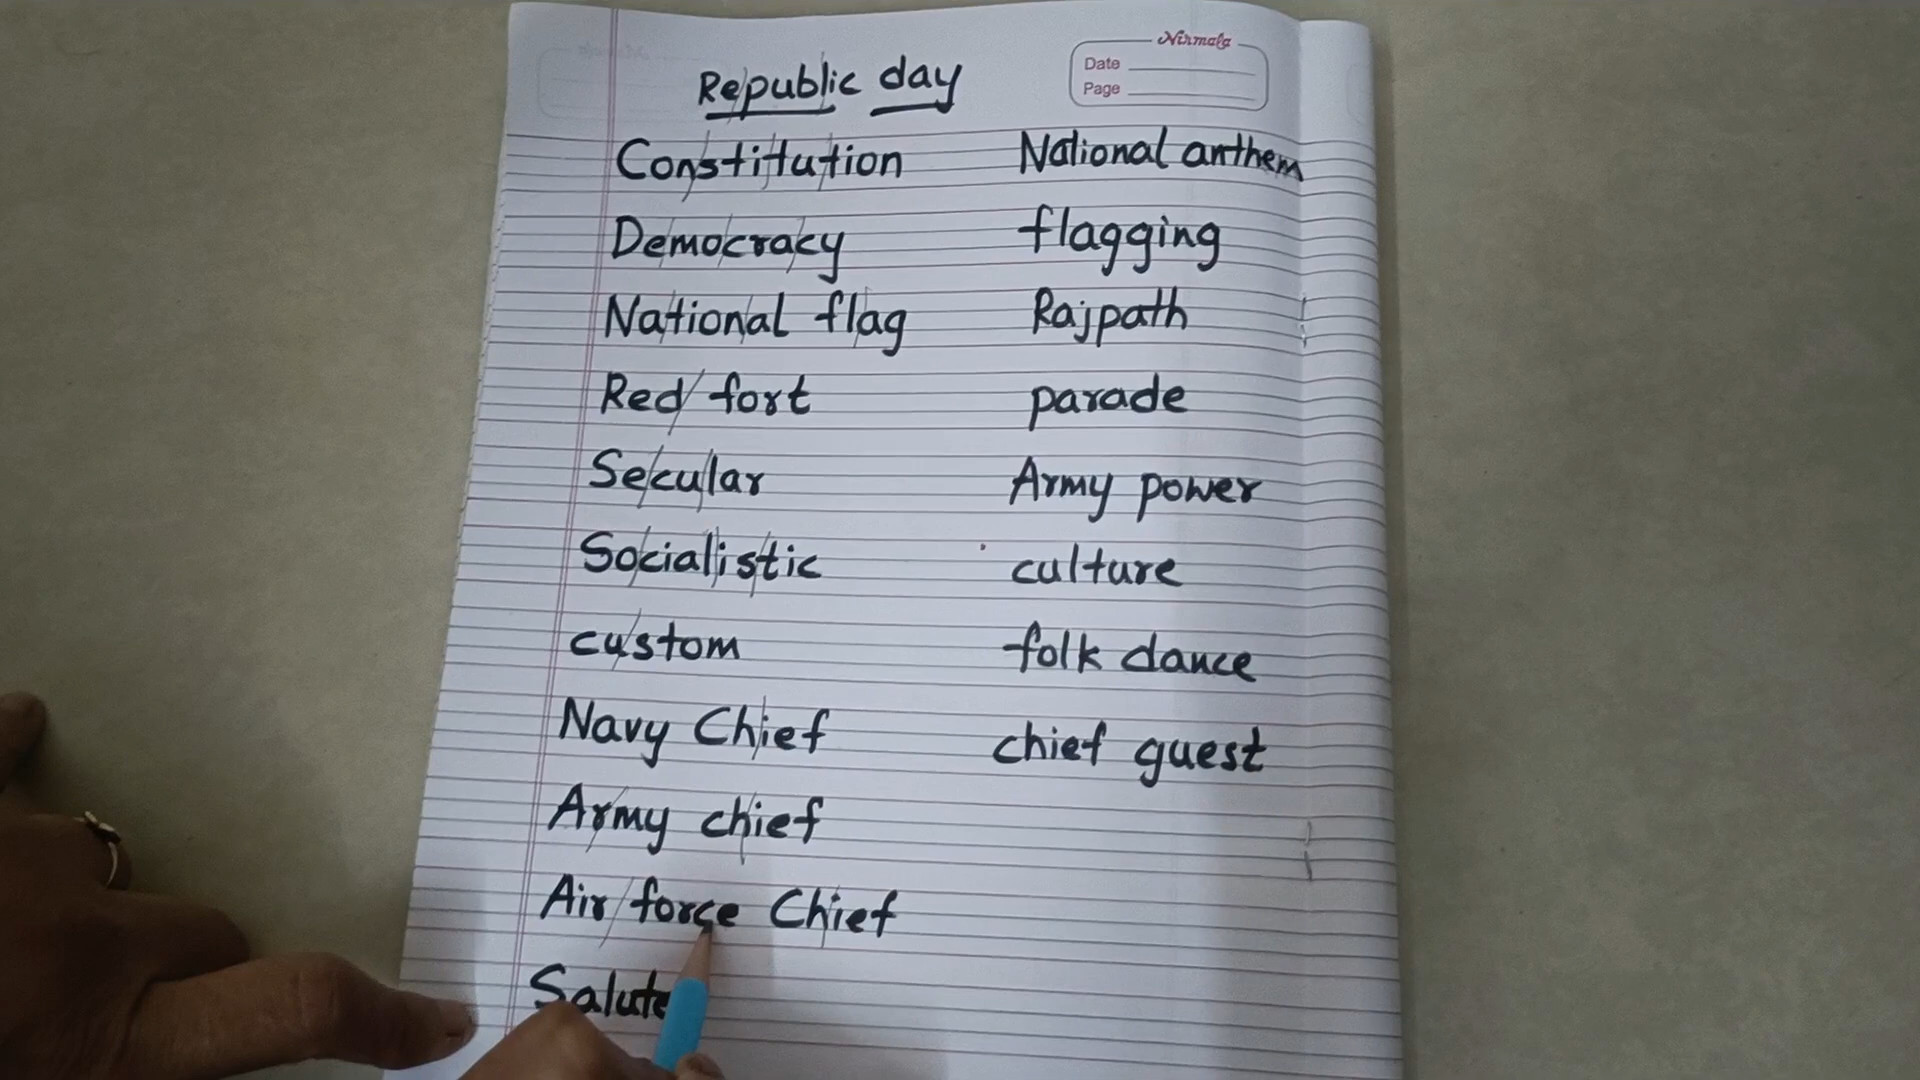 Nirmala
Date
Page
Republic day
Constitution
Democracy
National flag
Red fort
Secular
Socialistic
custom
Navy Chief
Army chief
Air force Chief
Salute
National anthem
flagging
Rajpath
parade
Army power
culture
folk dance
chief guest